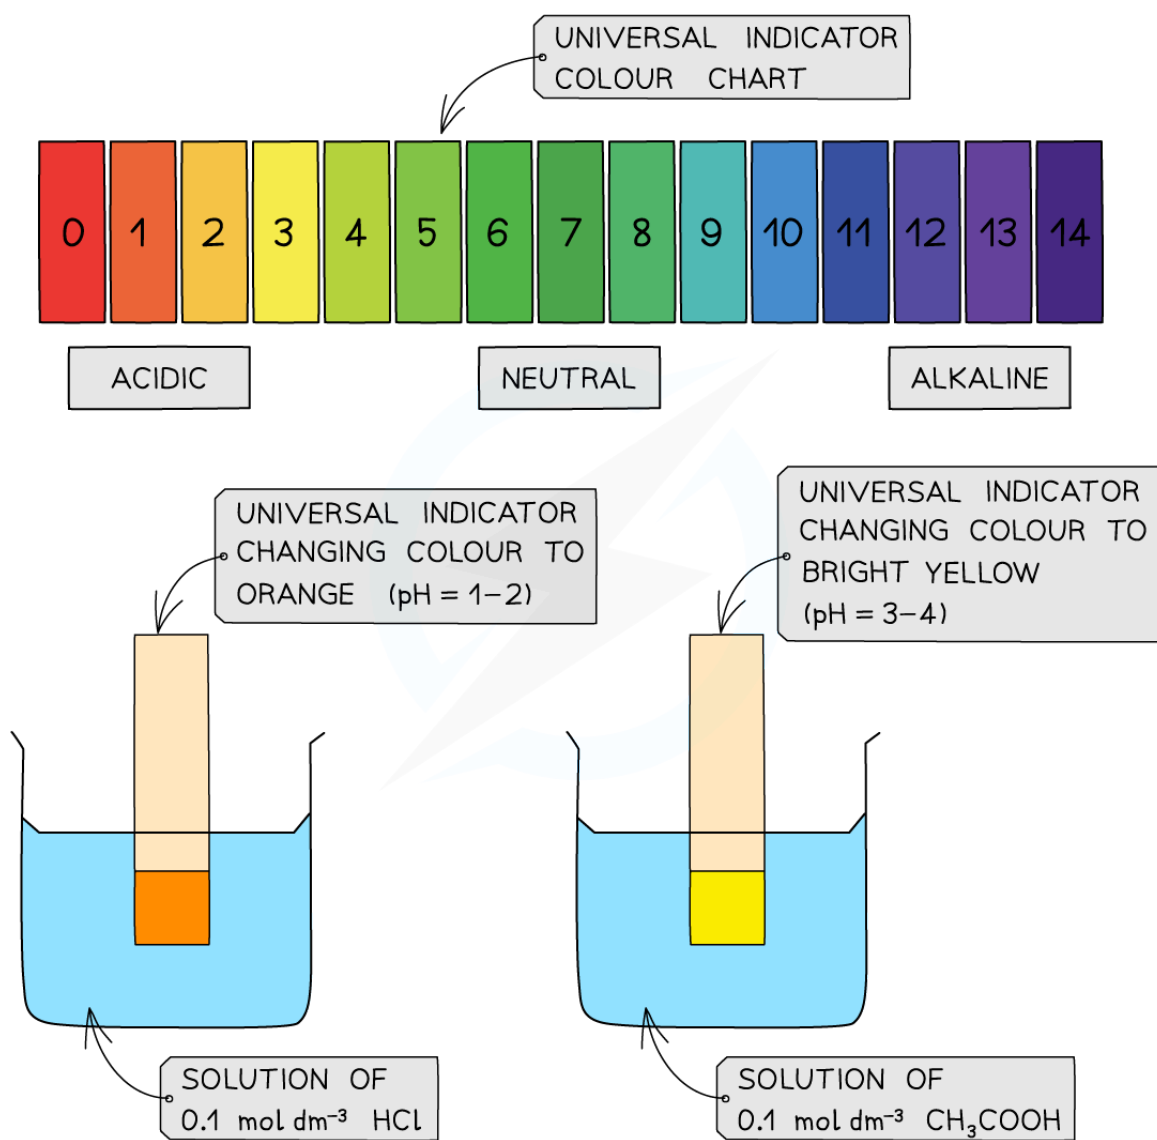 UNIVERSAL INDICATOR
COLOUR CHART
0 1 2 3 4 5 6 7 8 9 10 11 12 13 14
ACIDIC NEUTRAL ALKALINE
UNIVERSAL INDICATOR
CHANGING COLOUR TO
ORANGE (pH = 1–2)
UNIVERSAL INDICATOR
CHANGING COLOUR TO
BRIGHT YELLOW
(pH = 3–4)
SOLUTION OF
0.1 mol dm⁻³ HCl
SOLUTION OF
0.1 mol dm⁻³ CH₃COOH